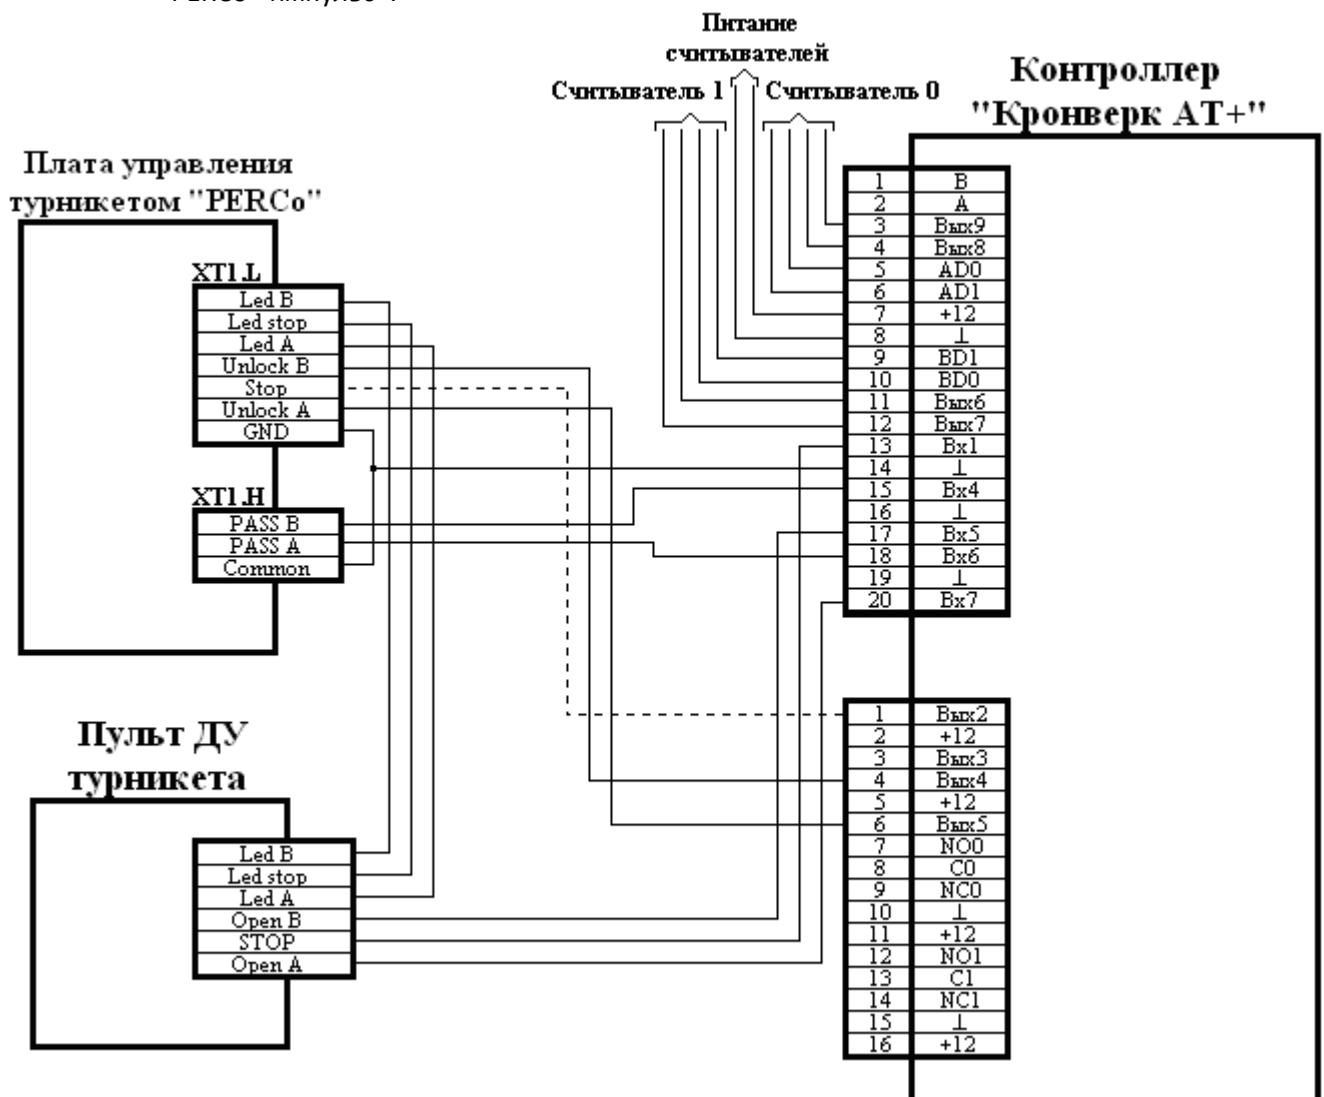 Питание
считывателей
Считыватель 1
Считыватель 0
Контроллер
"Кронверк АТ+"
Плата управления
турникетом "PERCo"
XT1.L
Led B
Led stop
Led A
Unlock B
Stop
Unlock A
GND
XT1.H
PASS B
PASS A
Common
Пульт ДУ
турникета
Led B
Led stop
Led A
Open B
STOP
Open A
1 B
2 A
3 Вых9
4 Вых8
5 AD0
6 AD1
7 +12
8 ⊥
9 BD1
10 BD0
11 Вых6
12 Вых7
13 Вх1
14 ⊥
15 Вх4
16 ⊥
17 Вх5
18 Вх6
19 ⊥
20 Вх7
1 Вых2
2 +12
3 Вых3
4 Вых4
5 +12
6 Вых5
7 NO0
8 C0
9 NC0
10 ⊥
11 +12
12 NO1
13 C1
14 NC1
15 ⊥
16 +12